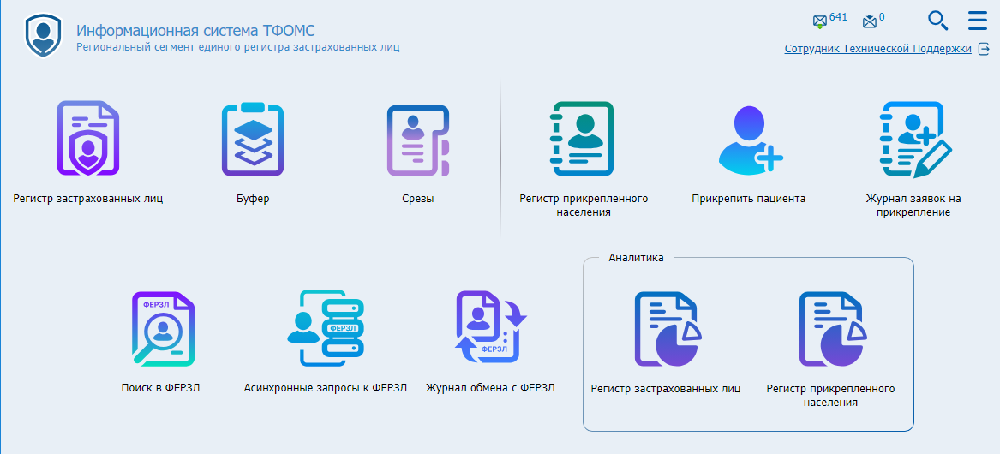 Информационная система ТФОМС
Региональный сегмент единого регистра застрахованных лиц
641
0
Сотрудник Технической Поддержки
Регистр застрахованных лиц
Буфер
Срезы
Регистр прикрепленного
населения
Прикрепить пациента
Журнал заявок на
прикрепление
ФЕРЗЛ
Поиск в ФЕРЗЛ
ФЕРЗЛ
Асинхронные запросы к ФЕРЗЛ
ФЕРЗЛ
Журнал обмена с ФЕРЗЛ
Аналитика
Регистр застрахованных лиц
Регистр прикреплённого
населения